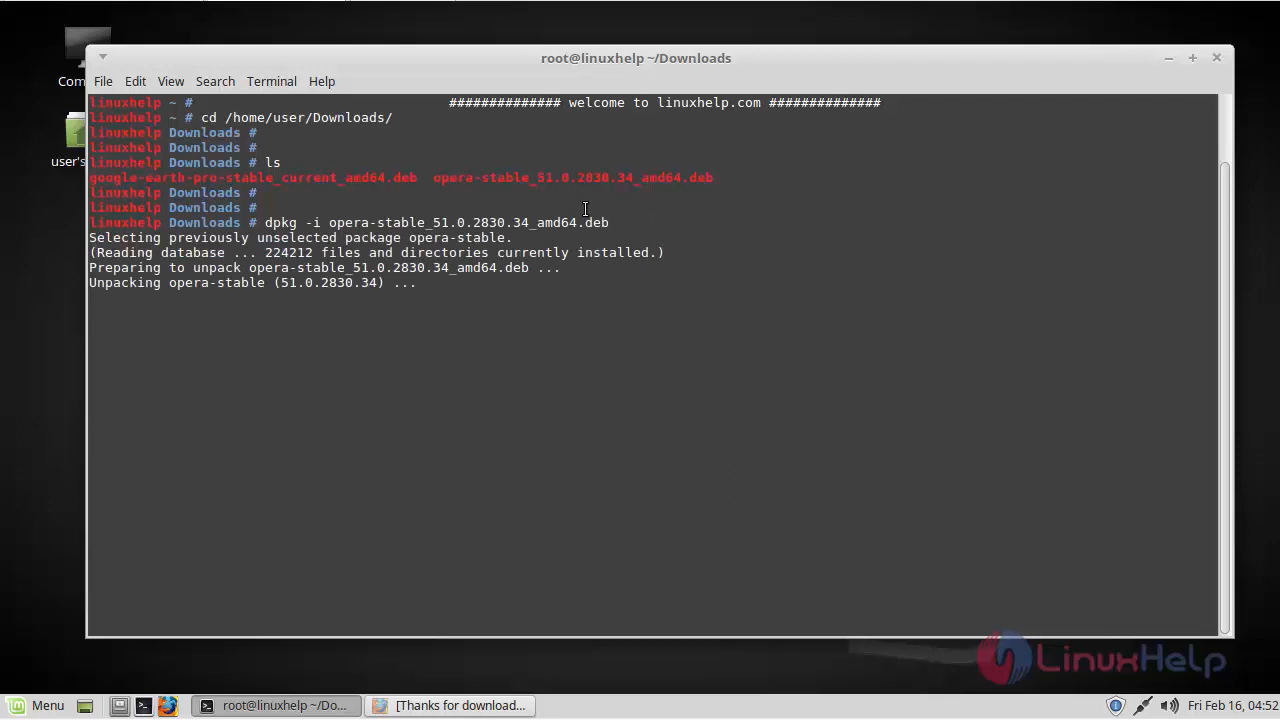 root@linuxhelp ~/Downloads
Com
File Edit View Search Terminal Help
linuxhelp ~ # ############## welcome to linuxhelp.com ##############
linuxhelp ~ # cd /home/user/Downloads/
linuxhelp Downloads #
linuxhelp Downloads #
user's
linuxhelp Downloads # ls
google-earth-pro-stable_current_amd64.deb opera-stable_51.0.2830.34_amd64.deb
linuxhelp Downloads #
linuxhelp Downloads #
linuxhelp Downloads # dpkg -i opera-stable_51.0.2830.34_amd64.deb
Selecting previously unselected package opera-stable.
(Reading database ... 224212 files and directories currently installed.)
Preparing to unpack opera-stable_51.0.2830.34_amd64.deb ...
Unpacking opera-stable (51.0.2830.34) ...
LinuxHelp
Menu root@linuxhelp ~/Do... [Thanks for download... Fri Feb 16, 04:52